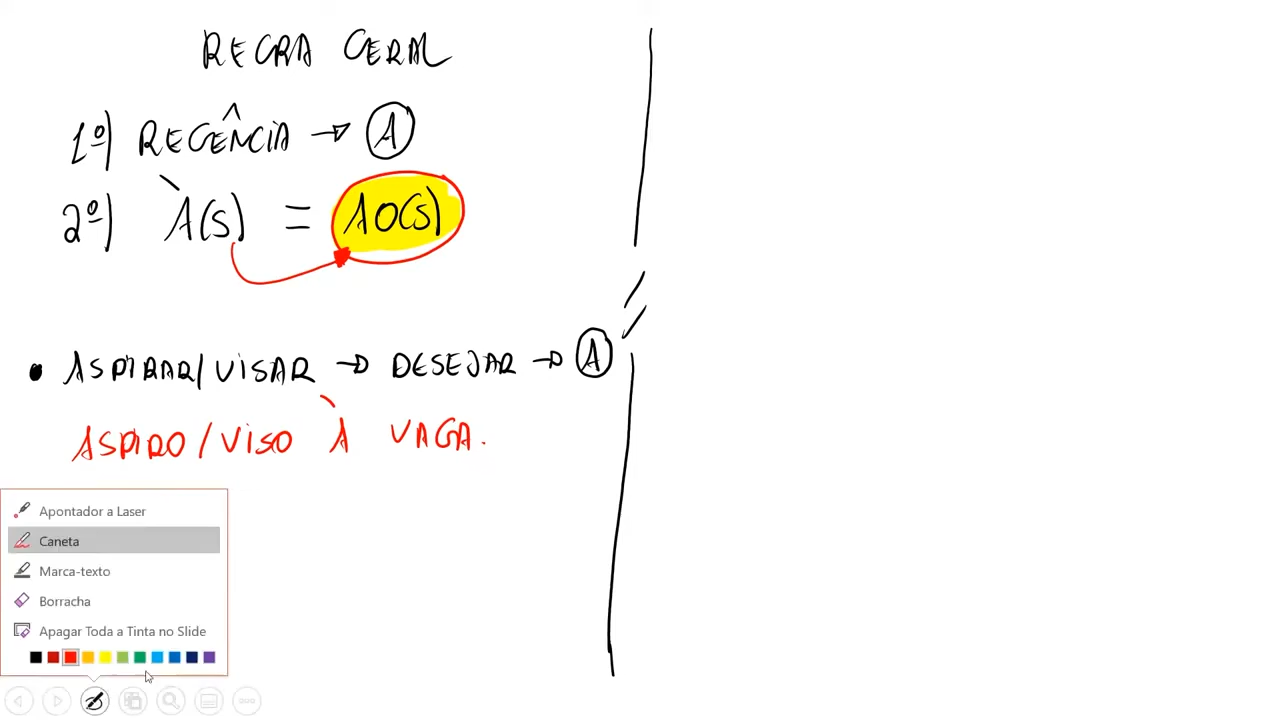 REGRA GERAL
1º) REGÊNCIA → A
2º) À(S) = AO(S)
• ASPIRAR/VISAR → DESEJAR → A
ASPIRO/VISO À VAGA.
Apontador a Laser
Caneta
Marca-texto
Borracha
Apagar Toda a Tinta no Slide